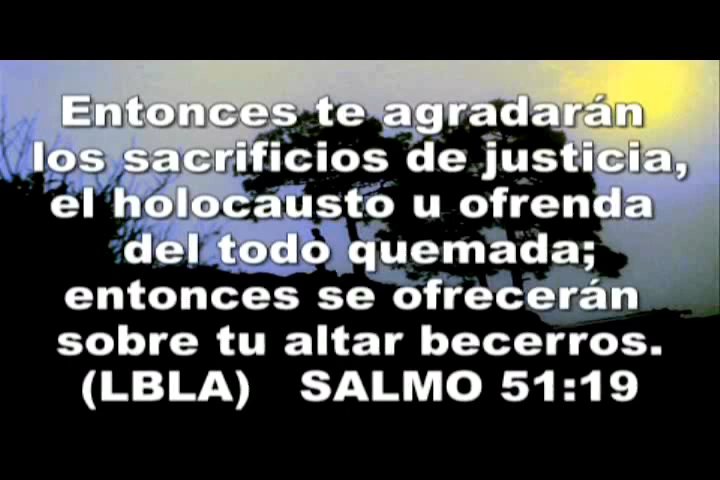 Entonces te agradarán
los sacrificios de justicia,
el holocausto u ofrenda
del todo quemada;
entonces se ofrecerán
sobre tu altar becerros.
(LBLA) SALMO 51:19